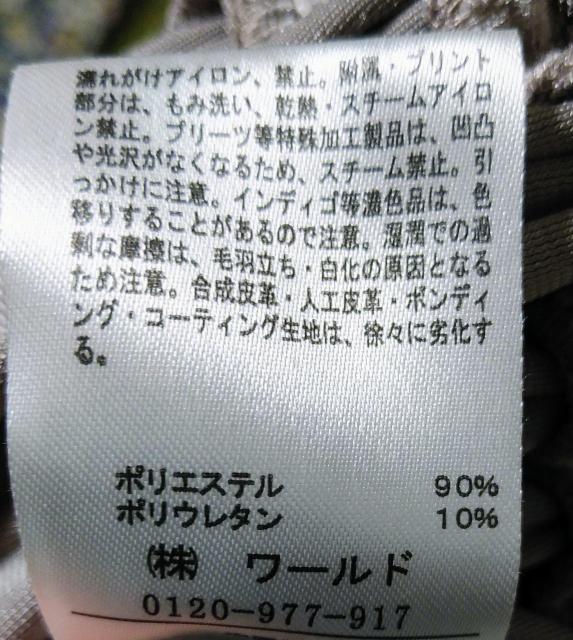 濡れがけアイロン、禁止。附属・プリント
部分は、もみ洗い、乾熱・スチームアイロ
ン禁止。プリーツ等特殊加工製品は、凹凸
や光沢がなくなるため、スチーム禁止。引
っかけに注意。インディゴ等濃色品は、色
移りすることがあるので注意。湿潤での過
剰な摩擦は、毛羽立ち・白化の原因となる
ため注意。合成皮革・人工皮革・ボンディ
ング・コーティング生地は、徐々に劣化す
る。
ポリエステル 90%
ポリウレタン 10%
(株) ワールド
0120-977-917